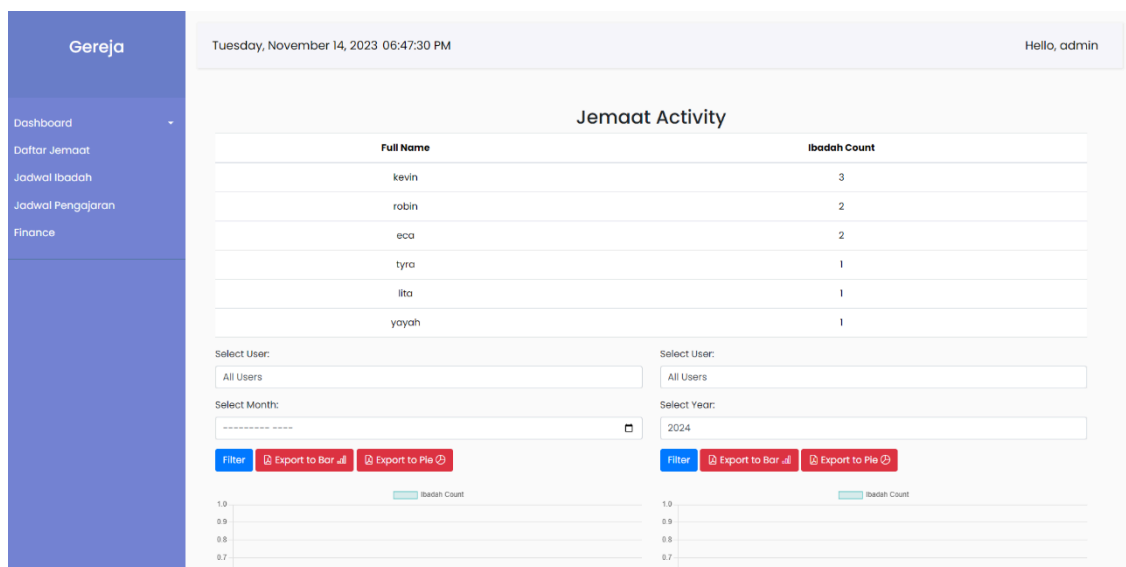 Gereja
Tuesday, November 14, 2023 06:47:30 PM
Hello, admin
Dashboard
Daftar Jemaat
Jadwal Ibadah
Jadwal Pengajaran
Finance
Jemaat Activity
Full Name Ibadah Count
kevin 3
robin 2
eca 2
tyra 1
lita 1
yayah 1
Select User:
All Users
Select Month:
--------- ----
Filter Export to Bar Export to Pie
Ibadah Count
1.0
0.9
0.8
0.7
Select User:
All Users
Select Year:
2024
Filter Export to Bar Export to Pie
Ibadah Count
1.0
0.9
0.8
0.7